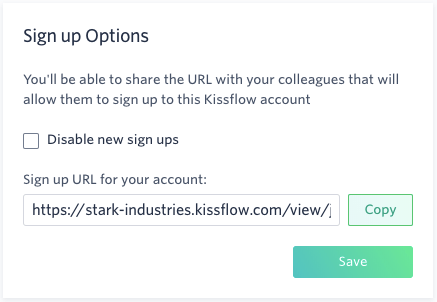 Sign up Options
You'll be able to share the URL with your colleagues that will
allow them to sign up to this Kissflow account
Disable new sign ups
Sign up URL for your account:
https://stark-industries.kissflow.com/view/j
Copy
Save